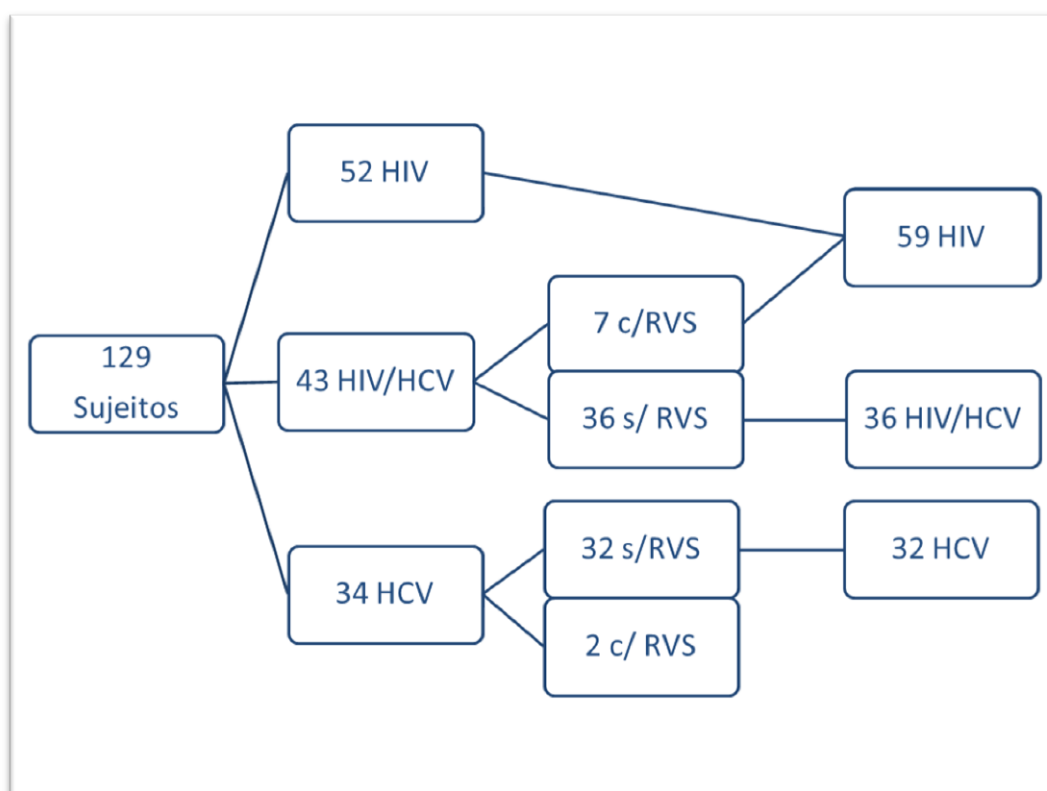 129
Sujeitos
52 HIV
43 HIV/HCV
34 HCV
7 c/RVS
36 s/ RVS
32 s/RVS
2 c/ RVS
59 HIV
36 HIV/HCV
32 HCV